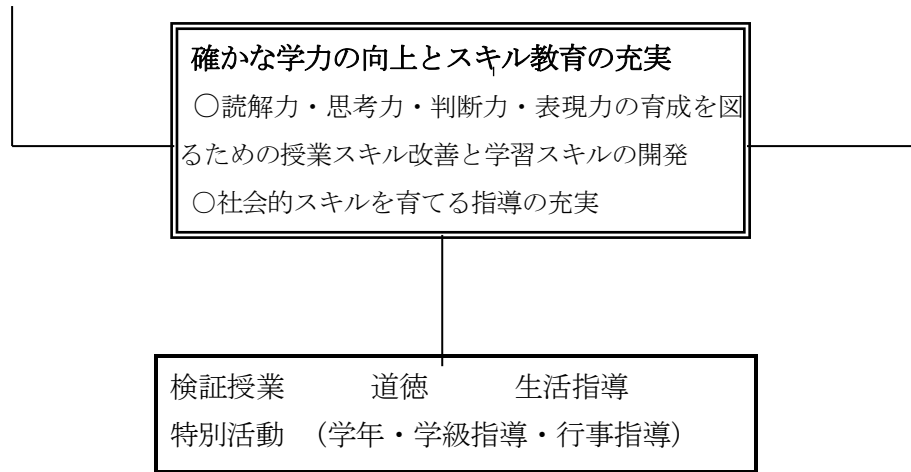 確かな学力の向上とスキル教育の充実
○読解力・思考力・判断力・表現力の育成を図
るための授業スキル改善と学習スキルの開発
○社会的スキルを育てる指導の充実
検証授業　　　道徳　　　生活指導
特別活動　（学年・学級指導・行事指導）